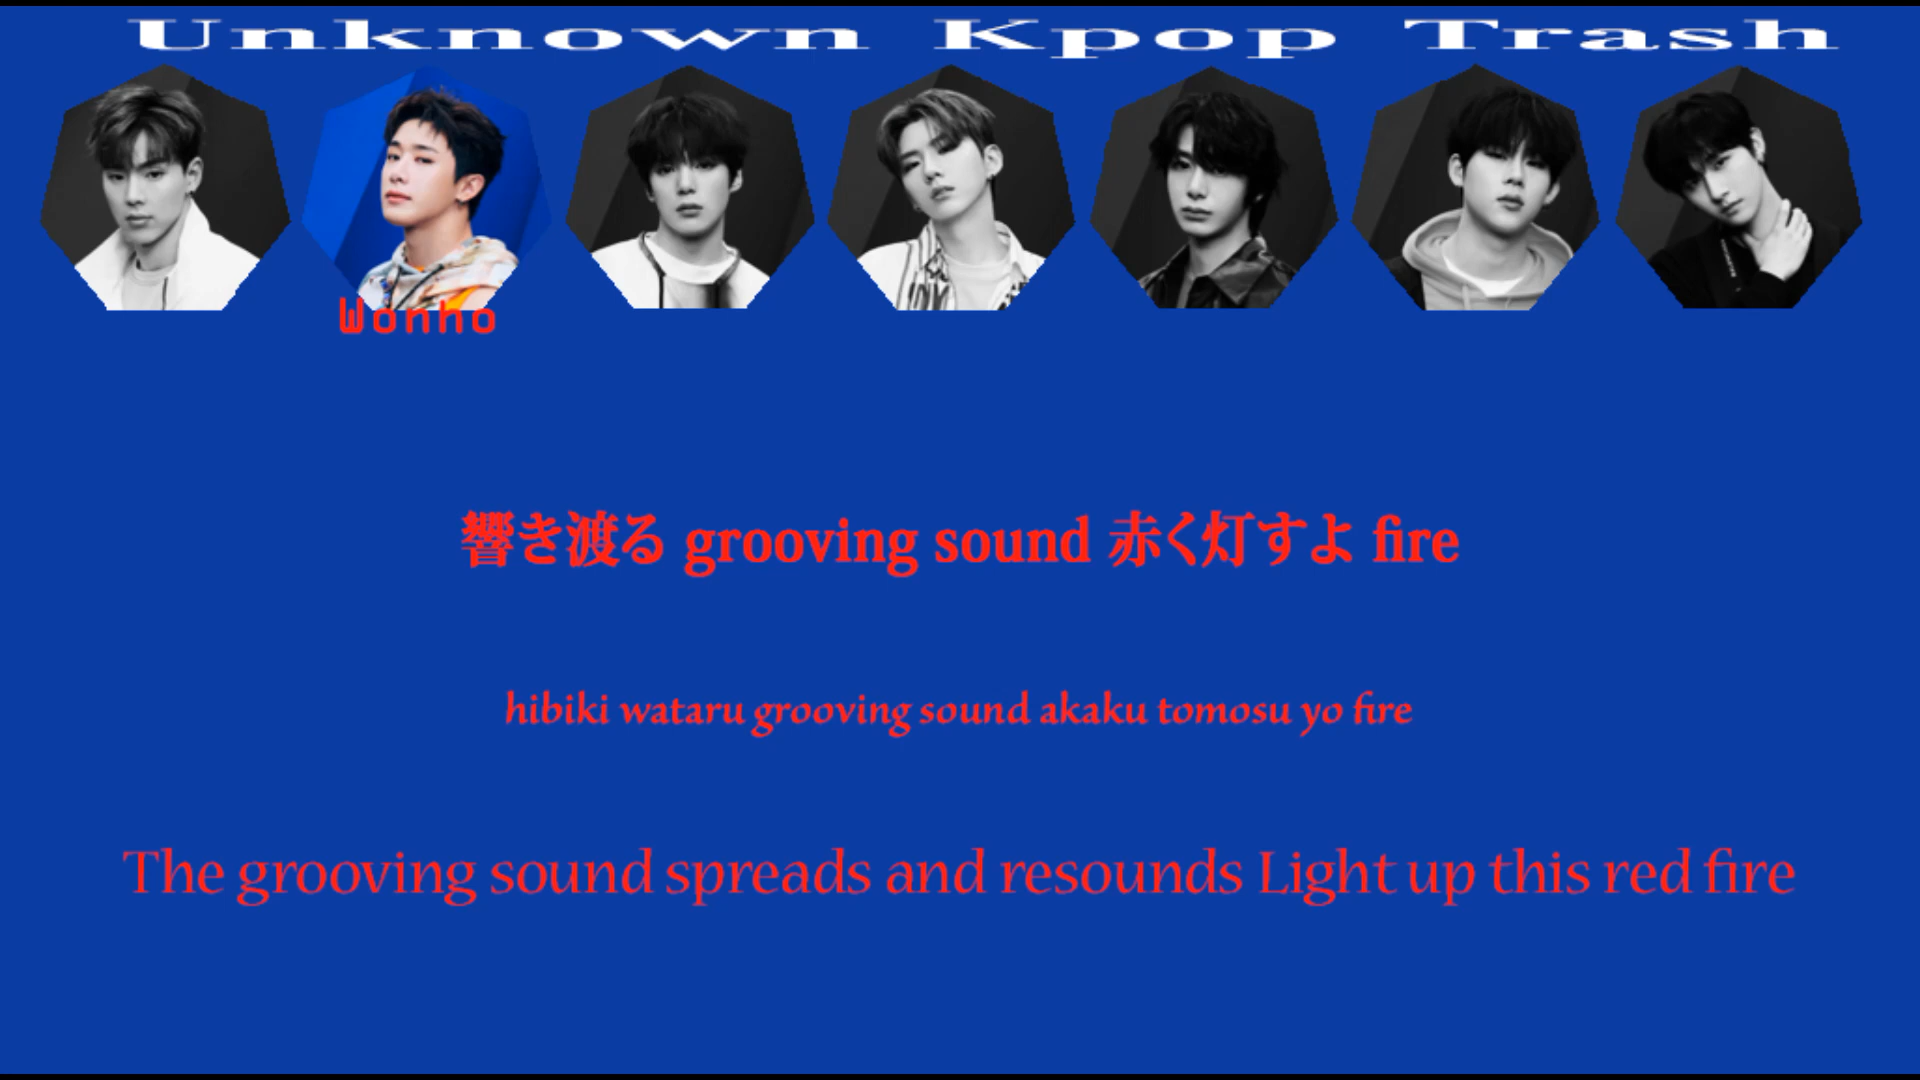 Unknown Kpop Trash
Wonho
響き渡る grooving sound 赤く灯すよ fire
hibiki wataru grooving sound akaku tomosu yo fire
The grooving sound spreads and resounds Light up this red fire